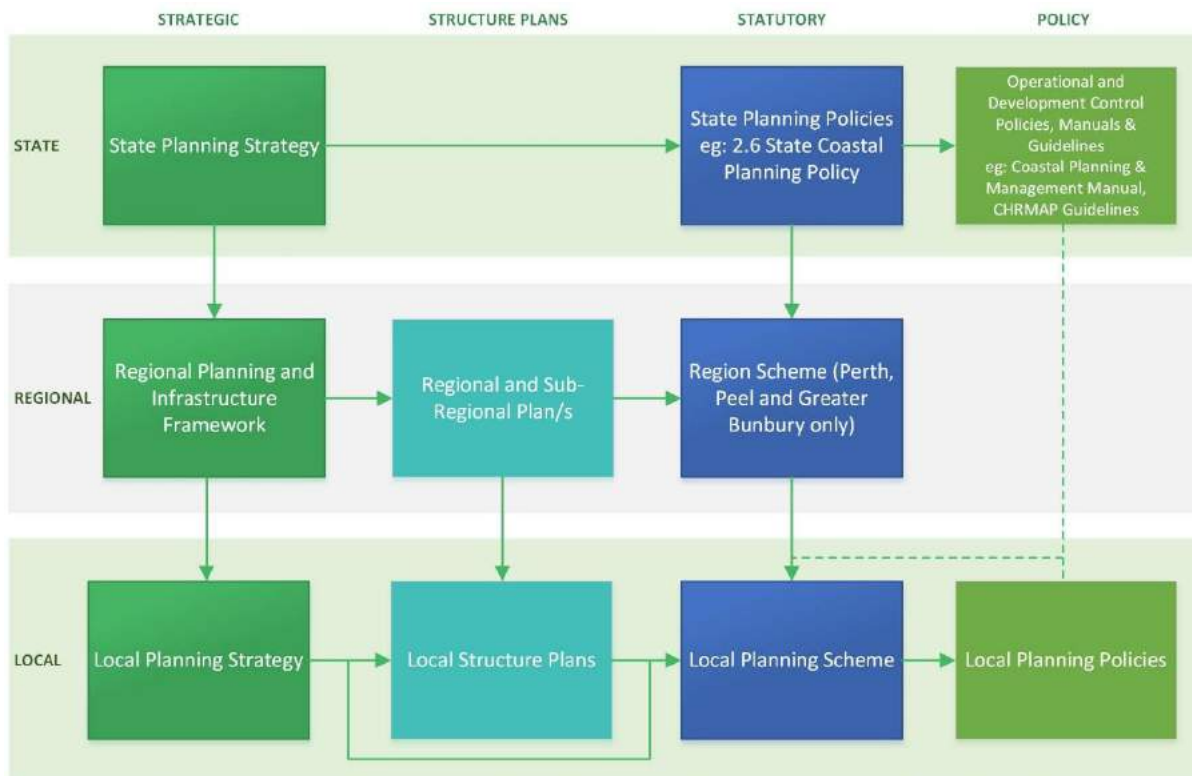 STRATEGIC
STRUCTURE PLANS
STATUTORY
POLICY
STATE
State Planning Strategy
State Planning Policies
eg: 2.6 State Coastal
Planning Policy
Operational and
Development Control
Policies, Manuals &
Guidelines
eg: Coastal Planning &
Management Manual,
CHRMAP Guidelines
REGIONAL
Regional Planning and
Infrastructure
Framework
Regional and Sub-
Regional Plan/s
Region Scheme (Perth,
Peel and Greater
Bunbury only)
LOCAL
Local Planning Strategy
Local Structure Plans
Local Planning Scheme
Local Planning Policies